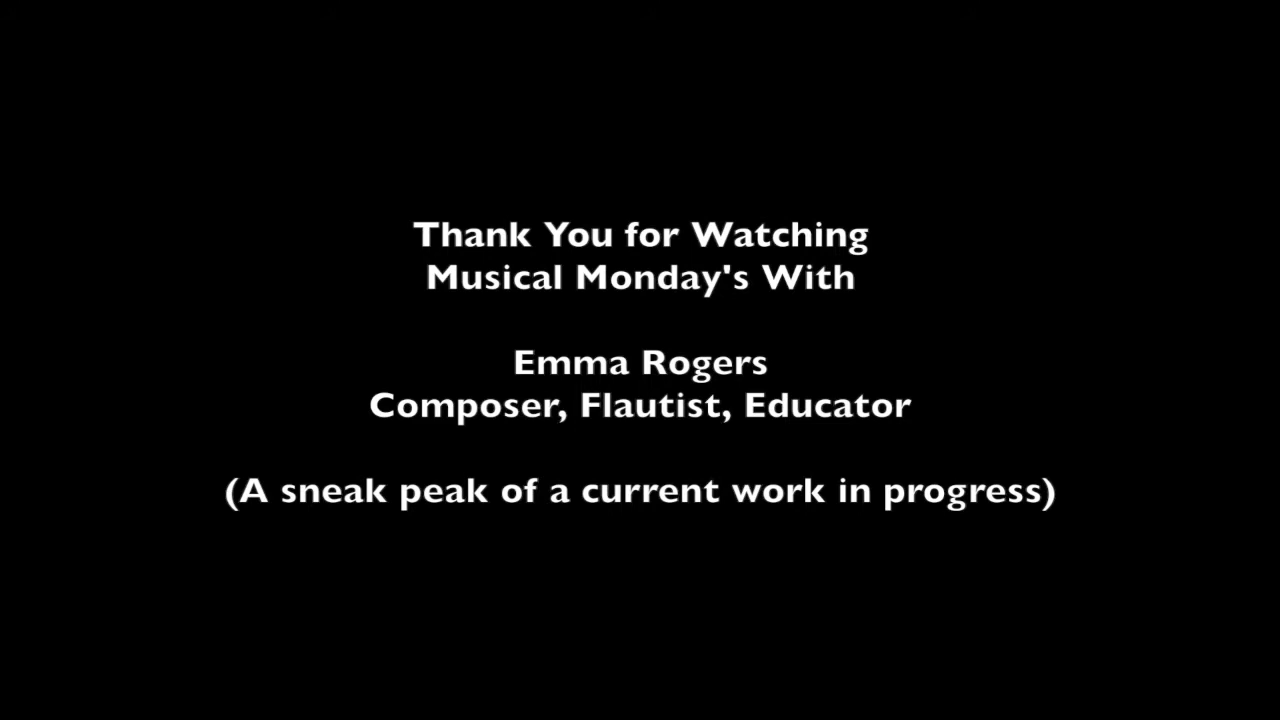 Thank You for Watching
Musical Monday's With
Emma Rogers
Composer, Flautist, Educator
(A sneak peak of a current work in progress)